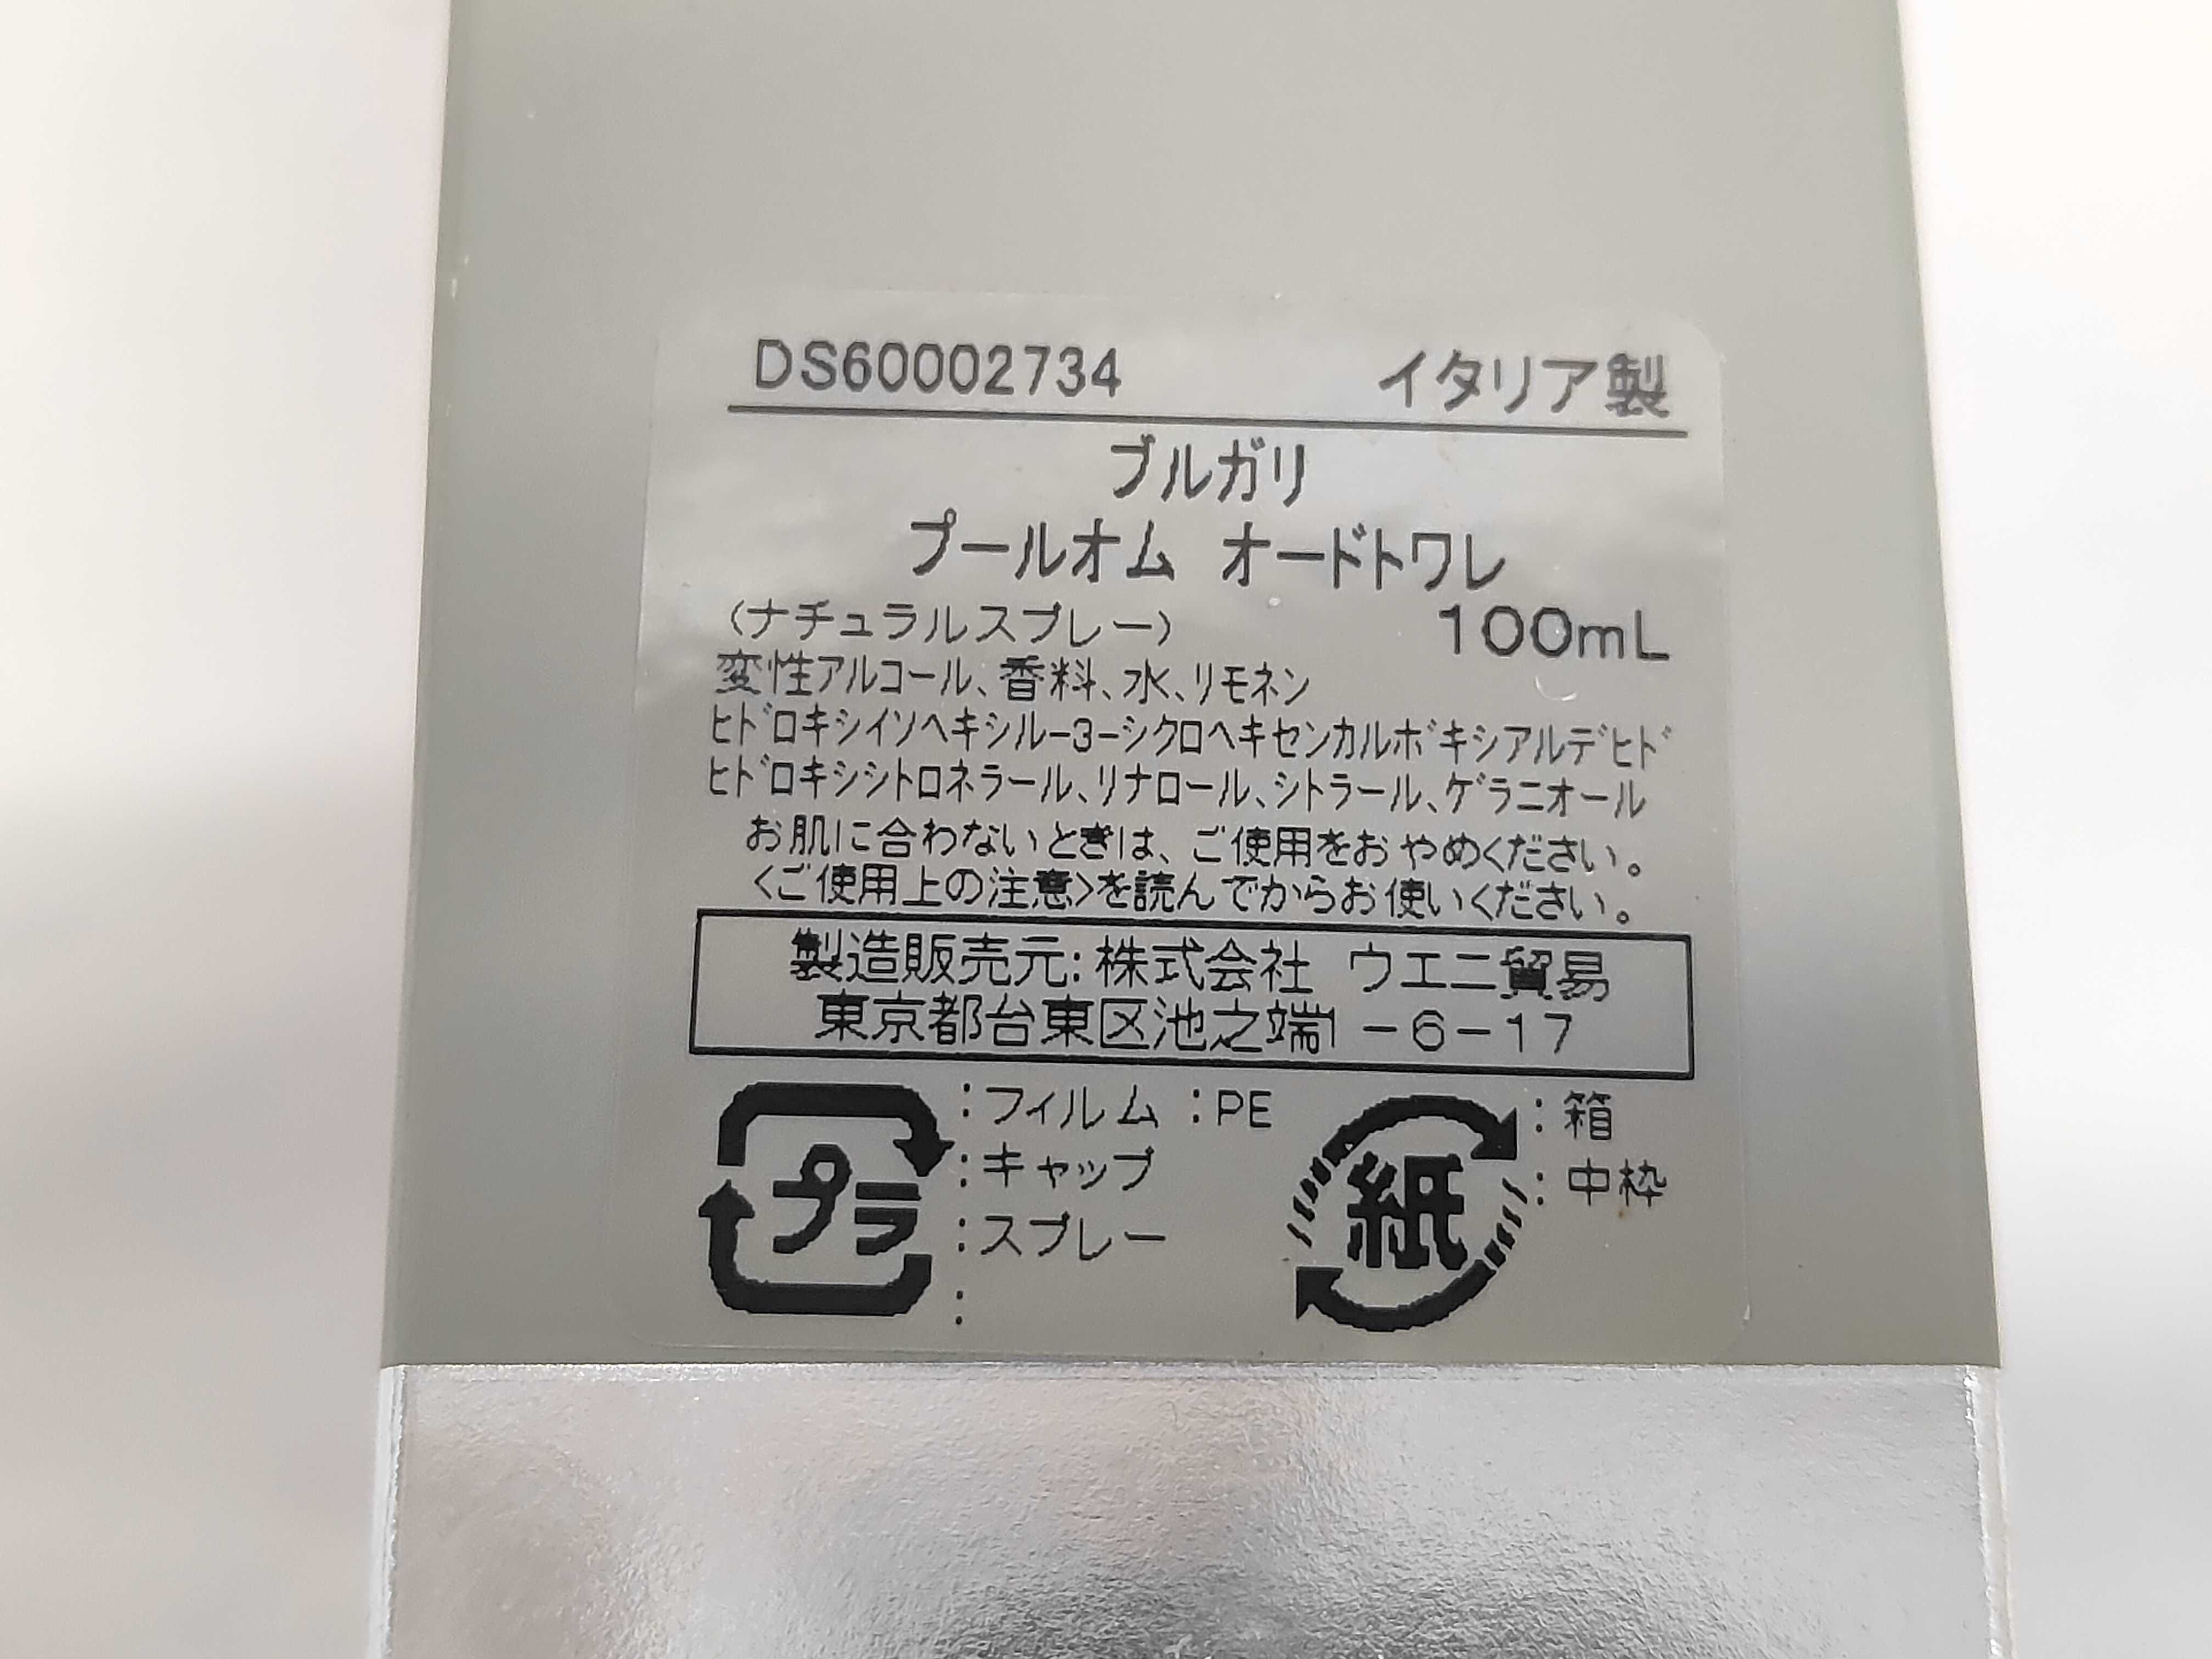 DS60002734 イタリア製
ブルガリ
プールオム オードトワレ
(ナチュラルスプレー) 100mL
変性アルコール、香料、水、リモネン
ヒドロキシイソヘキシル-3-シクロヘキセンカルボキシアルデヒド
ヒドロキシシトロネラール、リナロール、シトラール、ゲラニオール
お肌に合わないときは、ご使用をおやめください。
<ご使用上の注意>を読んでからお使いください。
製造販売元:株式会社 ウエニ貿易
東京都台東区池之端1-6-17
プラ
:フィルム :PE
:キャップ
:スプレー
:
紙
:箱
:中枠